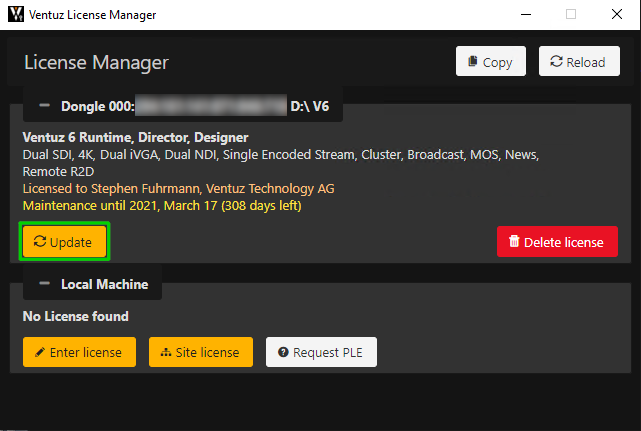 Ventuz License Manager
License Manager
Copy
Reload
Dongle 000: D:\ V6
Ventuz 6 Runtime, Director, Designer
Dual SDI, 4K, Dual iVGA, Dual NDI, Single Encoded Stream, Cluster, Broadcast, MOS, News,
Remote R2D
Licensed to Stephen Fuhrmann, Ventuz Technology AG
Maintenance until 2021, March 17 (308 days left)
Update
Delete license
Local Machine
No License found
Enter license
Site license
Request PLE